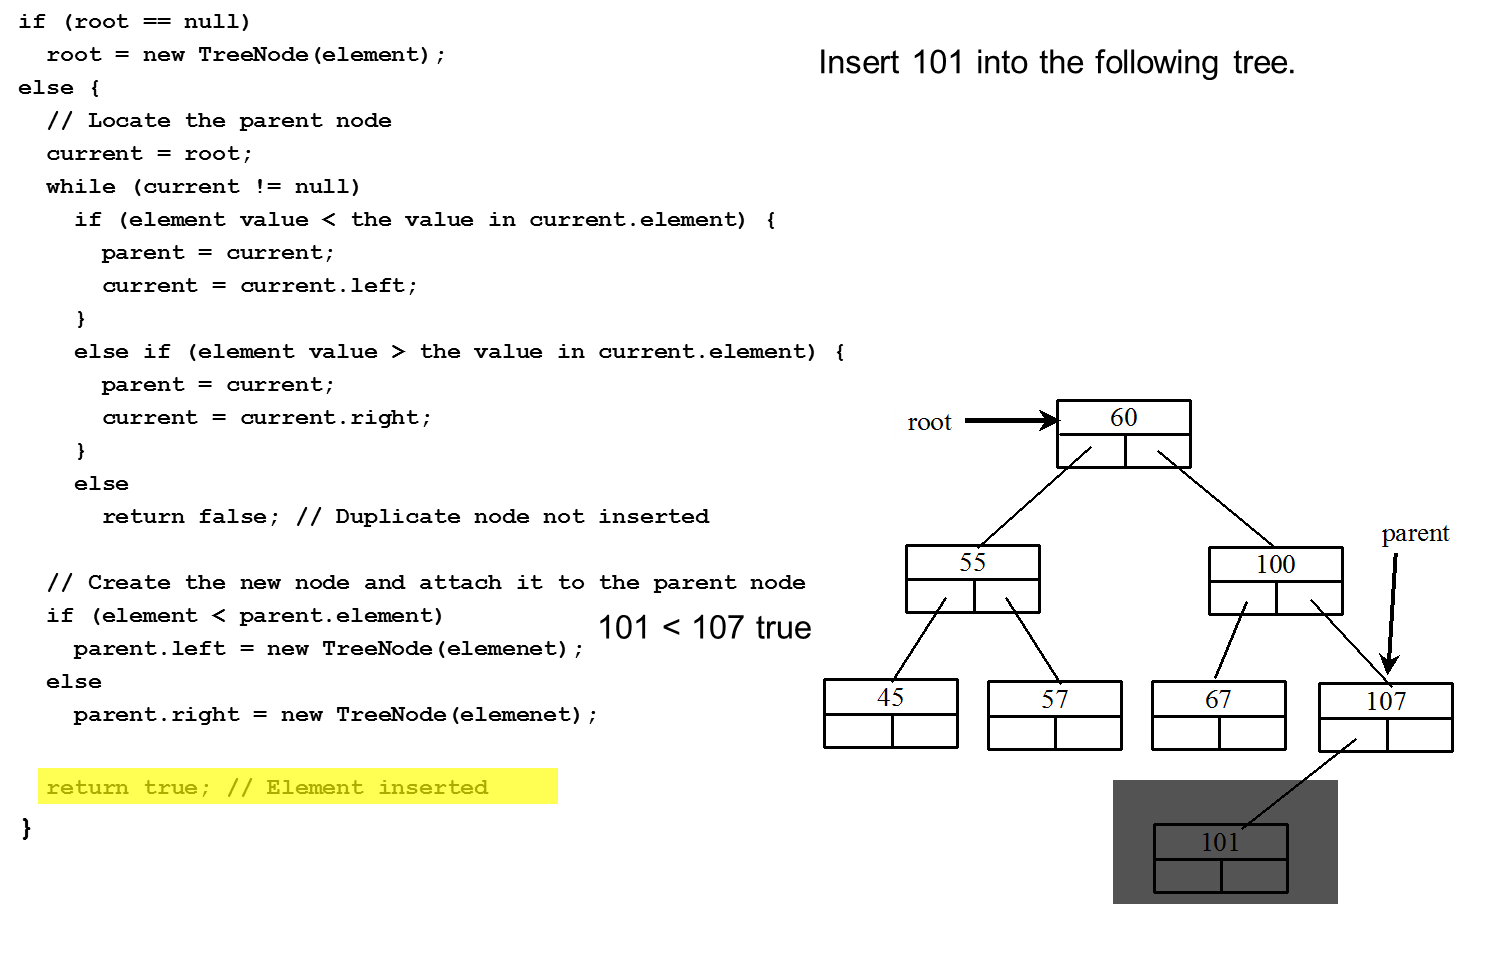 if (root == null)
root = new TreeNode(element);
else {
// Locate the parent node
current = root;
while (current != null)
if (element value < the value in current.element) {
parent = current;
current = current.left;
}
else if (element value > the value in current.element) {
parent = current;
current = current.right;
}
else
return false; // Duplicate node not inserted
// Create the new node and attach it to the parent node
if (element < parent.element)
parent.left = new TreeNode(elemenet);
else
parent.right = new TreeNode(elemenet);
return true; // Element inserted
}
Insert 101 into the following tree.
101 < 107 true
root
60
parent
55
100
45
57
67
107
101